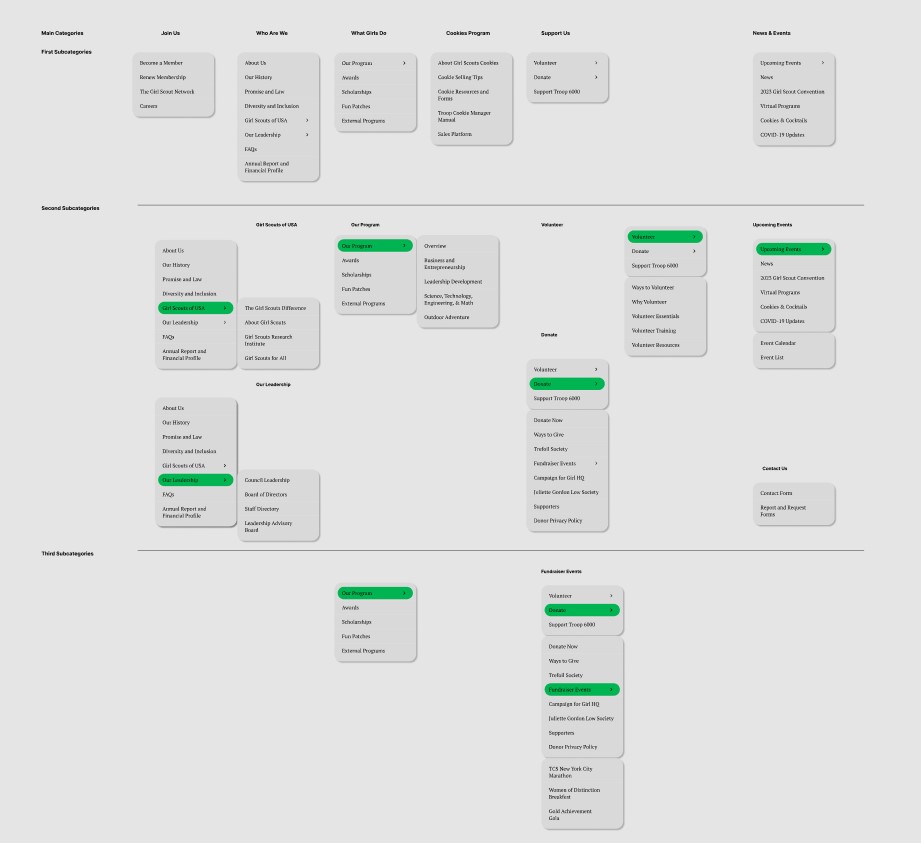 Main Categories
Join Us
Who Are We
What Girls Do
Cookies Program
Support Us
News & Events
First Subcategories
Become a Member
Renew Membership
The Girl Scout Network
Careers
About Us
Our History
Promise and Law
Diversity and Inclusion
Girl Scouts of USA >
Our Leadership >
FAQs
Annual Report and
Financial Profile
Our Program >
Awards
Scholarships
Fun Patches
External Programs
About Girl Scouts Cookies
Cookie Selling Tips
Cookie Resources and
Forms
Troop Cookie Manager
Manual
Sales Platform
Volunteer >
Donate >
Support Troop 6000
Upcoming Events >
News
2023 Girl Scout Convention
Virtual Programs
Cookies & Cocktails
COVID-19 Updates
Second Subcategories
Girl Scouts of USA
About Us
Our History
Promise and Law
Diversity and Inclusion
Girl Scouts of USA >
Our Leadership >
FAQs
Annual Report and
Financial Profile
The Girl Scouts Difference
About Girl Scouts
Girl Scouts Research
Institute
Girl Scouts for All
Our Leadership
About Us
Our History
Promise and Law
Diversity and Inclusion
Girl Scouts of USA >
Our Leadership >
FAQs
Annual Report and
Financial Profile
Council Leadership
Board of Directors
Staff Directory
Leadership Advisory
Board
Our Program
Our Program >
Awards
Scholarships
Fun Patches
External Programs
Overview
Business and
Entrepreneurship
Leadership Development
Science, Technology,
Engineering, & Math
Outdoor Adventure
Volunteer
Volunteer >
Donate >
Support Troop 6000
Ways to Volunteer
Why Volunteer
Volunteer Essentials
Volunteer Training
Volunteer Resources
Donate
Volunteer >
Donate >
Support Troop 6000
Donate Now
Ways to Give
Trefoil Society
Fundraiser Events >
Campaign for Girl HQ
Juliette Gordon Low Society
Supporters
Donor Privacy Policy
Upcoming Events
Upcoming Events >
News
2023 Girl Scout Convention
Virtual Programs
Cookies & Cocktails
COVID-19 Updates
Event Calendar
Event List
Contact Us
Contact Form
Report and Request
Forms
Third Subcategories
Our Program >
Awards
Scholarships
Fun Patches
External Programs
Fundraiser Events
Volunteer >
Donate >
Support Troop 6000
Donate Now
Ways to Give
Trefoil Society
Fundraiser Events >
Campaign for Girl HQ
Juliette Gordon Low Society
Supporters
Donor Privacy Policy
TCS New York City
Marathon
Women of Distinction
Breakfast
Gold Achievement
Gala